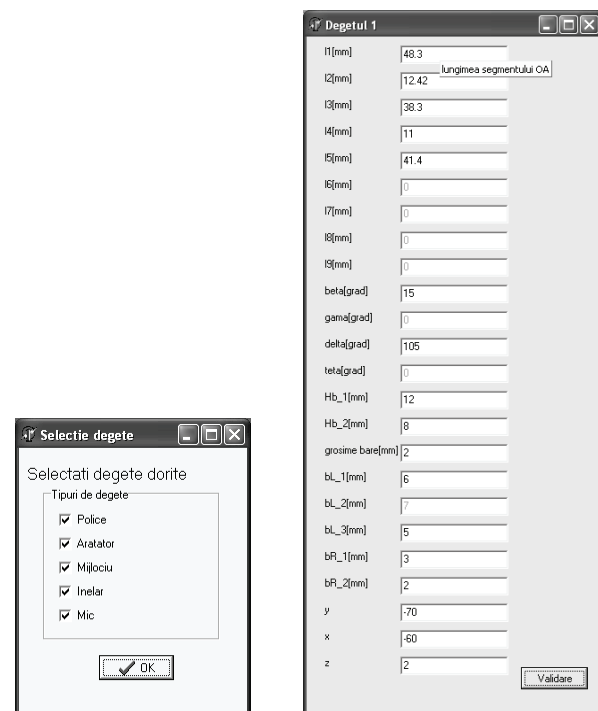 Degetul 1
l1[mm] 48.3
lungimea segmentului OA
l2[mm] 12.42
l3[mm] 38.3
l4[mm] 11
l5[mm] 41.4
l6[mm] 0
l7[mm] 0
l8[mm] 0
l9[mm] 0
beta[grad] 15
gama[grad] 0
delta[grad] 105
teta[grad] 0
Hb_1[mm] 12
Hb_2[mm] 8
grosime bare[mm] 2
bL_1[mm] 6
bL_2[mm] 7
bL_3[mm] 5
bR_1[mm] 3
bR_2[mm] 2
y -70
x -60
z 2
Validare
Selectie degete
Selectati degete dorite
Tipuri de degete
Police
Aratator
Mijlociu
Inelar
Mic
OK